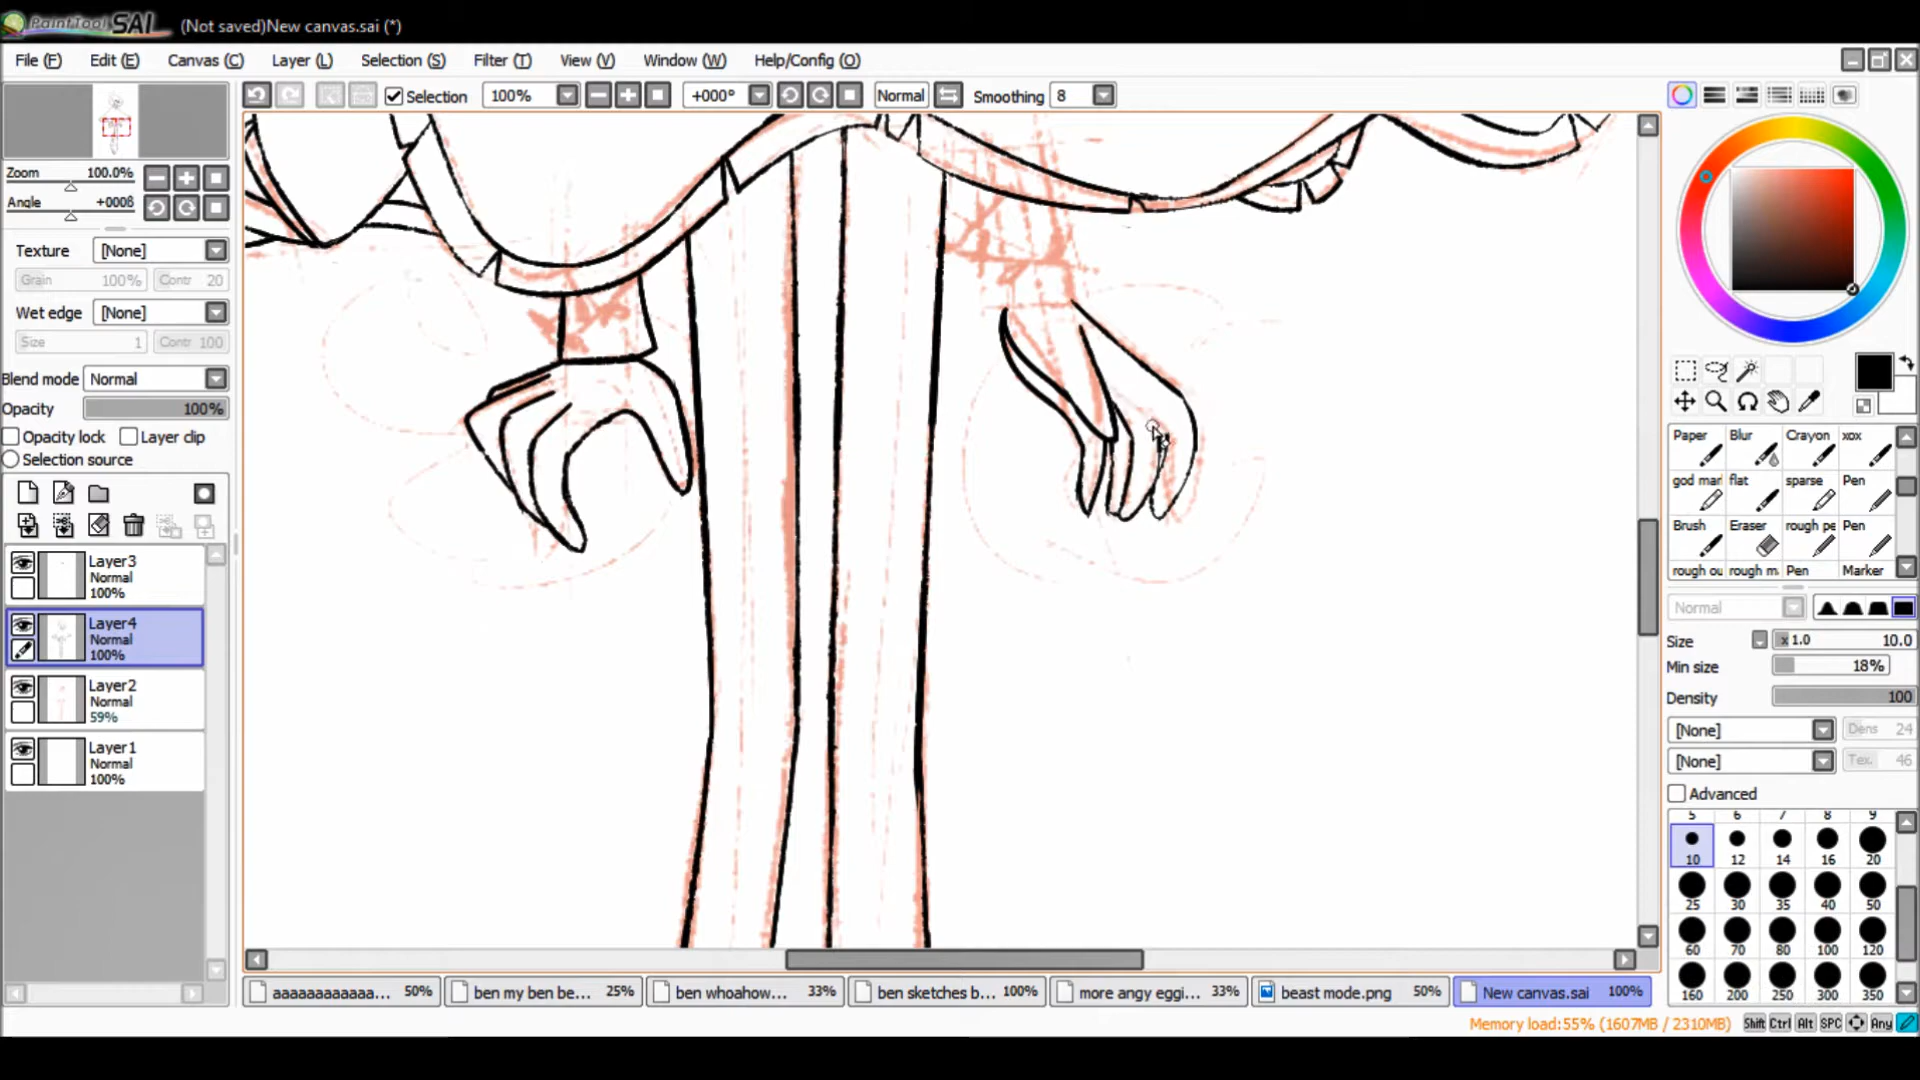 PaintTool SAI (Not saved)New canvas.sai (*)
File (F) Edit (E) Canvas (C) Layer (L) Selection (S) Filter (T) View (V) Window (W) Help/Config (O)
Selection 100% +000° Normal Smoothing 8
Zoom 100.0%
Angle +000ß
Texture [None]
Grain 100% Contr 20
Wet edge [None]
Size 1 Contr 100
Blend mode Normal
Opacity 100%
Opacity lock Layer clip
Selection source
Layer3
Normal
100%
Layer4
Normal
100%
Layer2
Normal
59%
Layer1
Normal
100%
Paper Blur Crayon xox
god mar flat sparse Pen
Brush Eraser rough pe Pen
rough ou rough m. Pen Marker
Normal
Size x 1.0 10.0
Min size 18%
Density 100
[None] Dens 24
[None] Tex. 46
Advanced
5 6 7 8 9
10 12 14 16 20
25 30 35 40 50
60 70 80 100 120
160 200 250 300 350
aaaaaaaaaaaa... 50% ben my ben be... 25% ben whoahow... 33% ben sketches b... 100% more angy eggi... 33% beast mode.png 50% New canvas.sai 100%
Memory load:55% (1607MB / 2310MB) Shift Ctrl Alt SPC Any